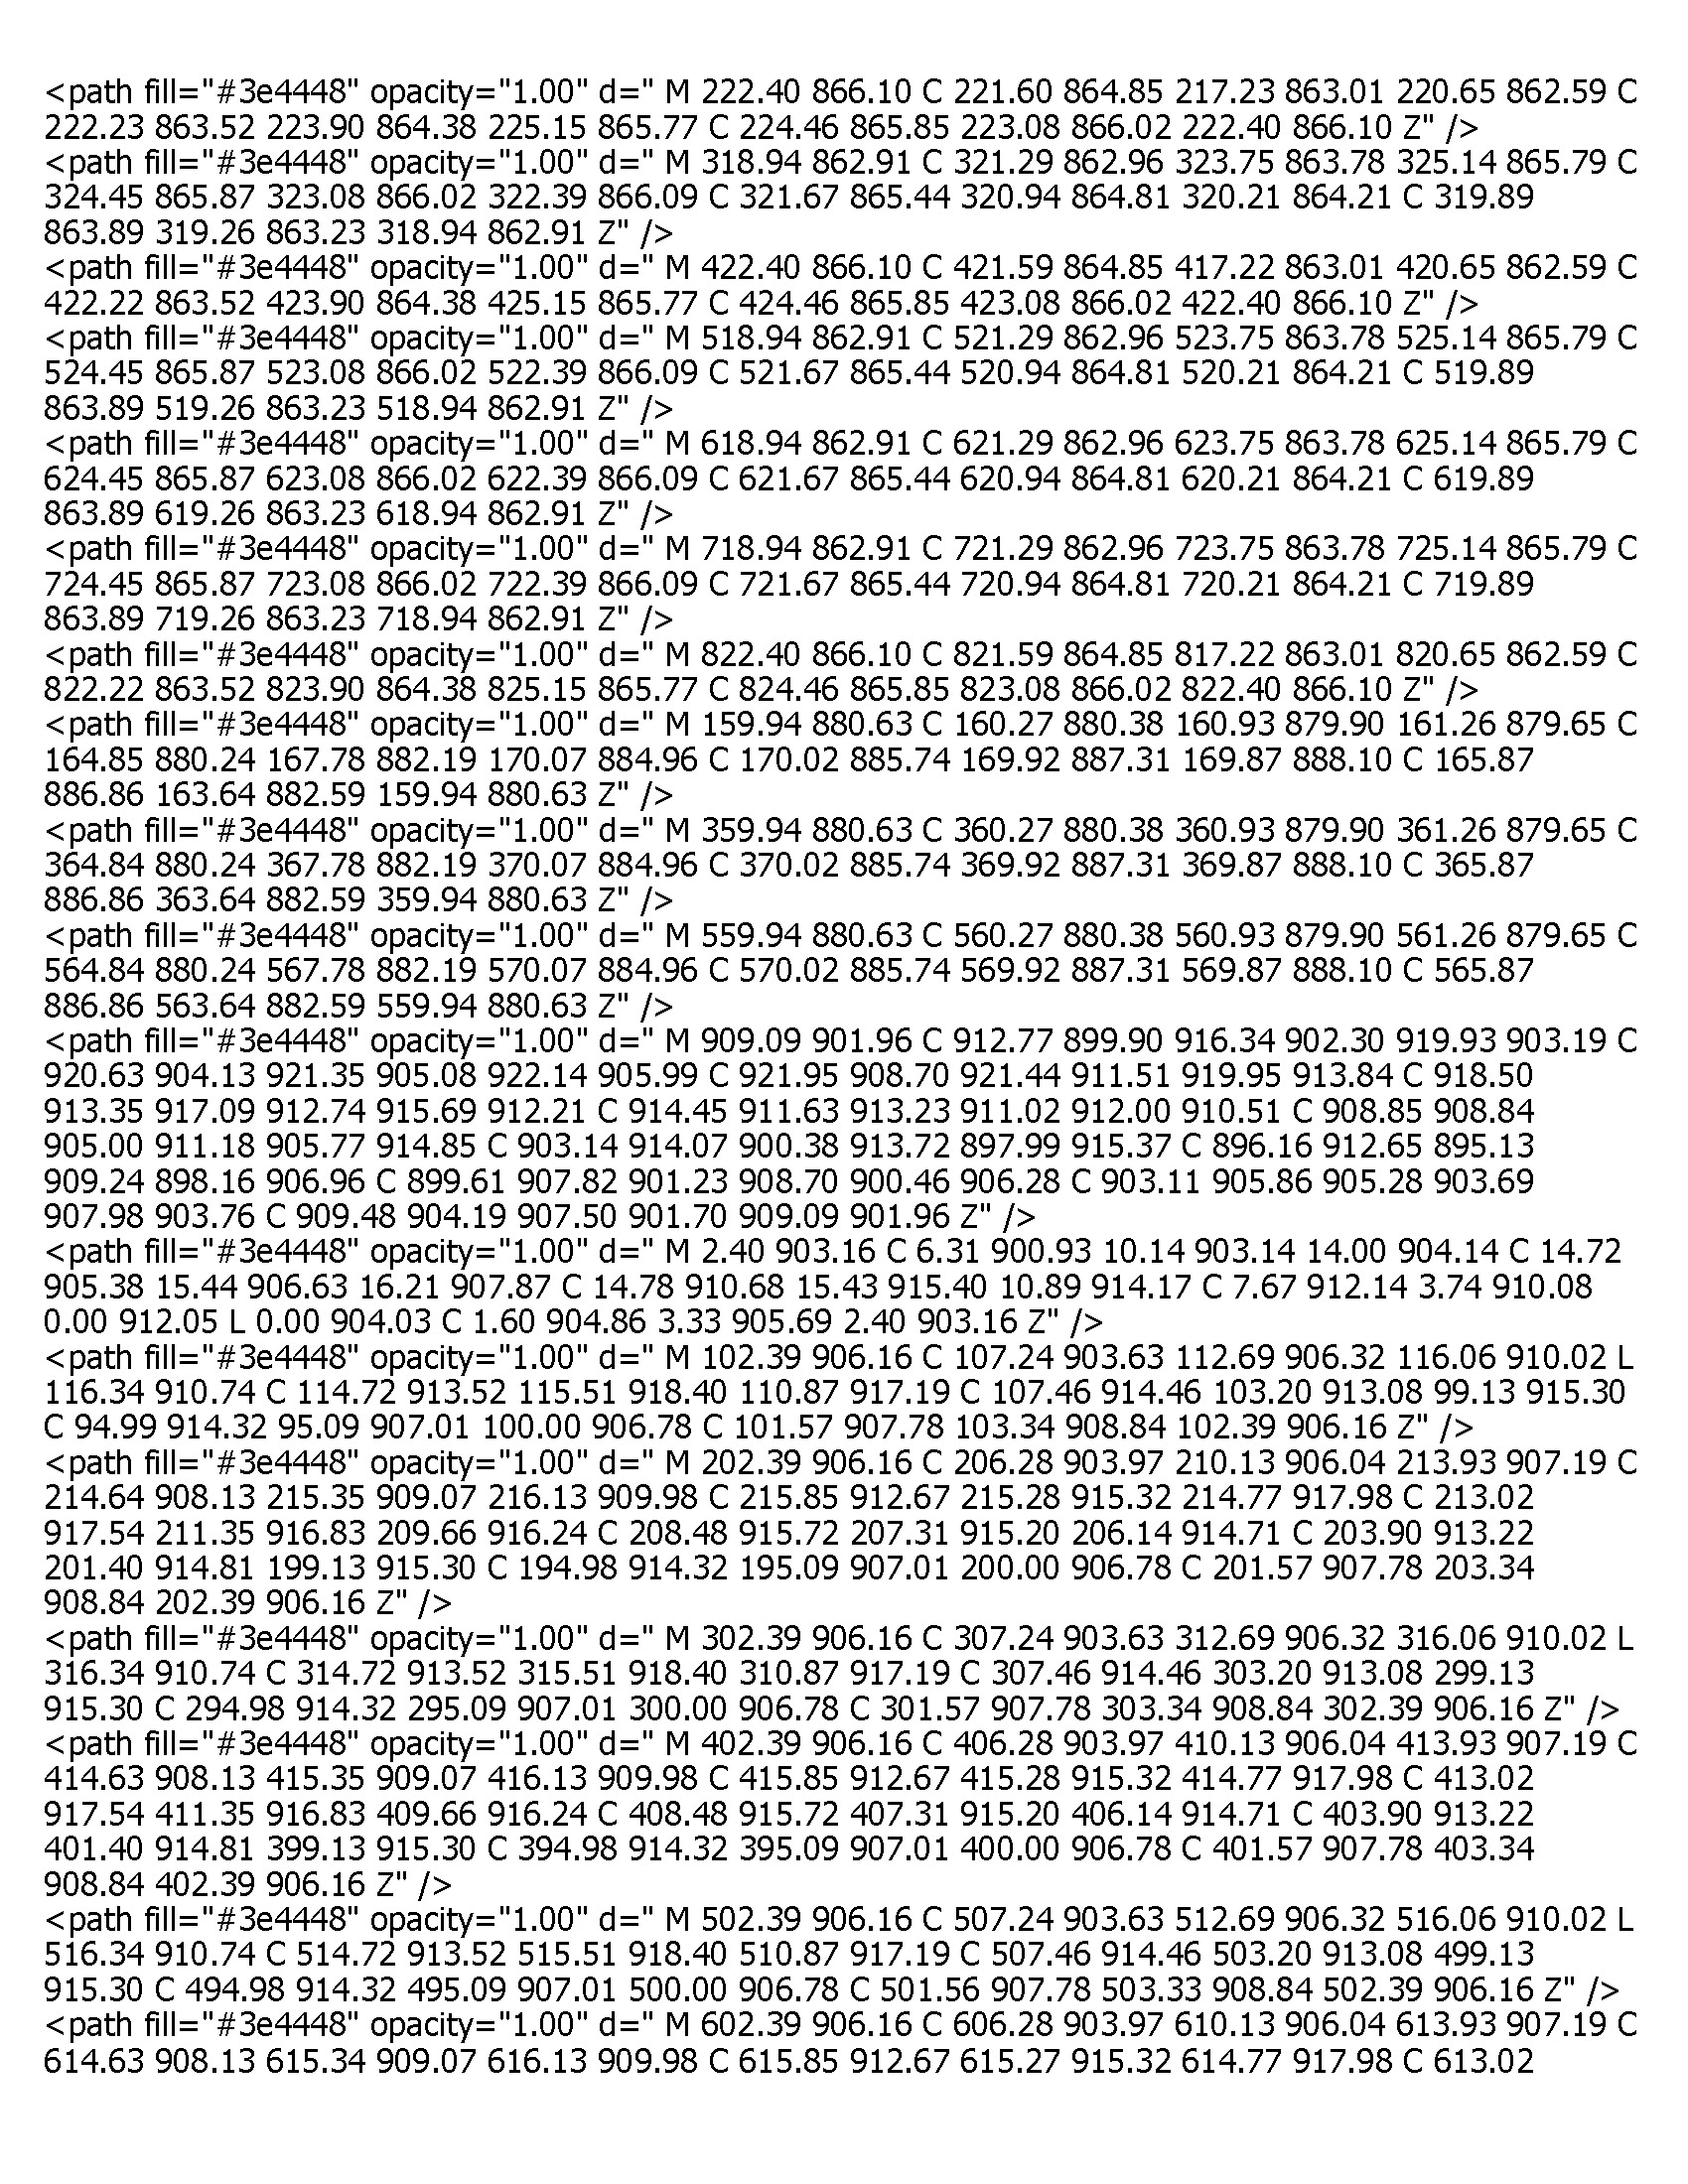 <path fill="#3e4448" opacity="1.00" d=" M 222.40 866.10 C 221.60 864.85 217.23 863.01 220.65 862.59 C
222.23 863.52 223.90 864.38 225.15 865.77 C 224.46 865.85 223.08 866.02 222.40 866.10 Z" />
<path fill="#3e4448" opacity="1.00" d=" M 318.94 862.91 C 321.29 862.96 323.75 863.78 325.14 865.79 C
324.45 865.87 323.08 866.02 322.39 866.09 C 321.67 865.44 320.94 864.81 320.21 864.21 C 319.89
863.89 319.26 863.23 318.94 862.91 Z" />
<path fill="#3e4448" opacity="1.00" d=" M 422.40 866.10 C 421.59 864.85 417.22 863.01 420.65 862.59 C
422.22 863.52 423.90 864.38 425.15 865.77 C 424.46 865.85 423.08 866.02 422.40 866.10 Z" />
<path fill="#3e4448" opacity="1.00" d=" M 518.94 862.91 C 521.29 862.96 523.75 863.78 525.14 865.79 C
524.45 865.87 523.08 866.02 522.39 866.09 C 521.67 865.44 520.94 864.81 520.21 864.21 C 519.89
863.89 519.26 863.23 518.94 862.91 Z" />
<path fill="#3e4448" opacity="1.00" d=" M 618.94 862.91 C 621.29 862.96 623.75 863.78 625.14 865.79 C
624.45 865.87 623.08 866.02 622.39 866.09 C 621.67 865.44 620.94 864.81 620.21 864.21 C 619.89
863.89 619.26 863.23 618.94 862.91 Z" />
<path fill="#3e4448" opacity="1.00" d=" M 718.94 862.91 C 721.29 862.96 723.75 863.78 725.14 865.79 C
724.45 865.87 723.08 866.02 722.39 866.09 C 721.67 865.44 720.94 864.81 720.21 864.21 C 719.89
863.89 719.26 863.23 718.94 862.91 Z" />
<path fill="#3e4448" opacity="1.00" d=" M 822.40 866.10 C 821.59 864.85 817.22 863.01 820.65 862.59 C
822.22 863.52 823.90 864.38 825.15 865.77 C 824.46 865.85 823.08 866.02 822.40 866.10 Z" />
<path fill="#3e4448" opacity="1.00" d=" M 159.94 880.63 C 160.27 880.38 160.93 879.90 161.26 879.65 C
164.85 880.24 167.78 882.19 170.07 884.96 C 170.02 885.74 169.92 887.31 169.87 888.10 C 165.87
886.86 163.64 882.59 159.94 880.63 Z" />
<path fill="#3e4448" opacity="1.00" d=" M 359.94 880.63 C 360.27 880.38 360.93 879.90 361.26 879.65 C
364.84 880.24 367.78 882.19 370.07 884.96 C 370.02 885.74 369.92 887.31 369.87 888.10 C 365.87
886.86 363.64 882.59 359.94 880.63 Z" />
<path fill="#3e4448" opacity="1.00" d=" M 559.94 880.63 C 560.27 880.38 560.93 879.90 561.26 879.65 C
564.84 880.24 567.78 882.19 570.07 884.96 C 570.02 885.74 569.92 887.31 569.87 888.10 C 565.87
886.86 563.64 882.59 559.94 880.63 Z" />
<path fill="#3e4448" opacity="1.00" d=" M 909.09 901.96 C 912.77 899.90 916.34 902.30 919.93 903.19 C
920.63 904.13 921.35 905.08 922.14 905.99 C 921.95 908.70 921.44 911.51 919.95 913.84 C 918.50
913.35 917.09 912.74 915.69 912.21 C 914.45 911.63 913.23 911.02 912.00 910.51 C 908.85 908.84
905.00 911.18 905.77 914.85 C 903.14 914.07 900.38 913.72 897.99 915.37 C 896.16 912.65 895.13
909.24 898.16 906.96 C 899.61 907.82 901.23 908.70 900.46 906.28 C 903.11 905.86 905.28 903.69
907.98 903.76 C 909.48 904.19 907.50 901.70 909.09 901.96 Z" />
<path fill="#3e4448" opacity="1.00" d=" M 2.40 903.16 C 6.31 900.93 10.14 903.14 14.00 904.14 C 14.72
905.38 15.44 906.63 16.21 907.87 C 14.78 910.68 15.43 915.40 10.89 914.17 C 7.67 912.14 3.74 910.08
0.00 912.05 L 0.00 904.03 C 1.60 904.86 3.33 905.69 2.40 903.16 Z" />
<path fill="#3e4448" opacity="1.00" d=" M 102.39 906.16 C 107.24 903.63 112.69 906.32 116.06 910.02 L
116.34 910.74 C 114.72 913.52 115.51 918.40 110.87 917.19 C 107.46 914.46 103.20 913.08 99.13 915.30
C 94.99 914.32 95.09 907.01 100.00 906.78 C 101.57 907.78 103.34 908.84 102.39 906.16 Z" />
<path fill="#3e4448" opacity="1.00" d=" M 202.39 906.16 C 206.28 903.97 210.13 906.04 213.93 907.19 C
214.64 908.13 215.35 909.07 216.13 909.98 C 215.85 912.67 215.28 915.32 214.77 917.98 C 213.02
917.54 211.35 916.83 209.66 916.24 C 208.48 915.72 207.31 915.20 206.14 914.71 C 203.90 913.22
201.40 914.81 199.13 915.30 C 194.98 914.32 195.09 907.01 200.00 906.78 C 201.57 907.78 203.34
908.84 202.39 906.16 Z" />
<path fill="#3e4448" opacity="1.00" d=" M 302.39 906.16 C 307.24 903.63 312.69 906.32 316.06 910.02 L
316.34 910.74 C 314.72 913.52 315.51 918.40 310.87 917.19 C 307.46 914.46 303.20 913.08 299.13
915.30 C 294.98 914.32 295.09 907.01 300.00 906.78 C 301.57 907.78 303.34 908.84 302.39 906.16 Z" />
<path fill="#3e4448" opacity="1.00" d=" M 402.39 906.16 C 406.28 903.97 410.13 906.04 413.93 907.19 C
414.63 908.13 415.35 909.07 416.13 909.98 C 415.85 912.67 415.28 915.32 414.77 917.98 C 413.02
917.54 411.35 916.83 409.66 916.24 C 408.48 915.72 407.31 915.20 406.14 914.71 C 403.90 913.22
401.40 914.81 399.13 915.30 C 394.98 914.32 395.09 907.01 400.00 906.78 C 401.57 907.78 403.34
908.84 402.39 906.16 Z" />
<path fill="#3e4448" opacity="1.00" d=" M 502.39 906.16 C 507.24 903.63 512.69 906.32 516.06 910.02 L
516.34 910.74 C 514.72 913.52 515.51 918.40 510.87 917.19 C 507.46 914.46 503.20 913.08 499.13
915.30 C 494.98 914.32 495.09 907.01 500.00 906.78 C 501.56 907.78 503.33 908.84 502.39 906.16 Z" />
<path fill="#3e4448" opacity="1.00" d=" M 602.39 906.16 C 606.28 903.97 610.13 906.04 613.93 907.19 C
614.63 908.13 615.34 909.07 616.13 909.98 C 615.85 912.67 615.27 915.32 614.77 917.98 C 613.02